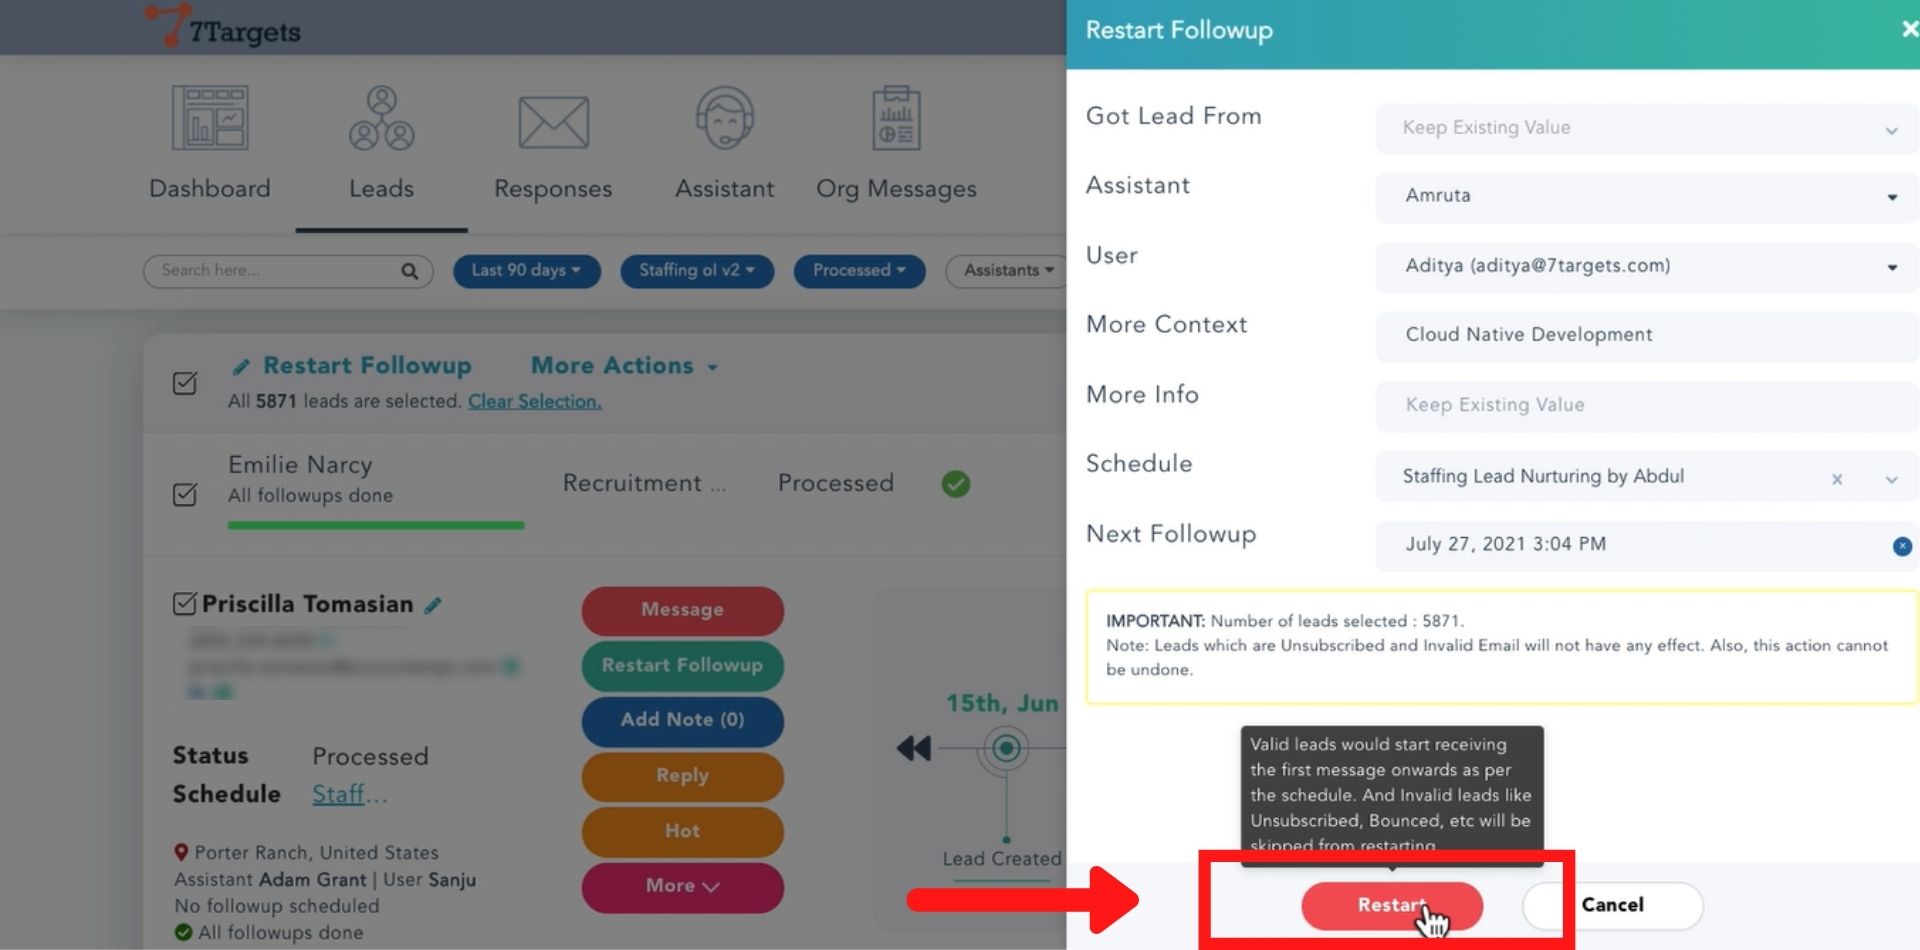 7Targets
Dashboard
Leads
Responses
Assistant
Org Messages
Search here...
Last 90 days
Staffing ol v2
Processed
Assistants
Restart Followup
More Actions
All 5871 leads are selected. Clear Selection.
Emilie Narcy
All followups done
Recruitment ...
Processed
Priscilla Tomasian
Status Processed
Schedule Staff...
Porter Ranch, United States
Assistant Adam Grant | User Sanju
No followup scheduled
All followups done
Message
Restart Followup
Add Note (0)
Reply
Hot
More
15th, Jun
Lead Created
Restart Followup
Got Lead From Keep Existing Value
Assistant Amruta
User Aditya (aditya@7targets.com)
More Context Cloud Native Development
More Info Keep Existing Value
Schedule Staffing Lead Nurturing by Abdul
Next Followup July 27, 2021 3:04 PM
IMPORTANT: Number of leads selected : 5871.
Note: Leads which are Unsubscribed and Invalid Email will not have any effect. Also, this action cannot
be undone.
Valid leads would start receiving
the first message onwards as per
the schedule. And Invalid leads like
Unsubscribed, Bounced, etc will be
skipped from restarting
Restart
Cancel